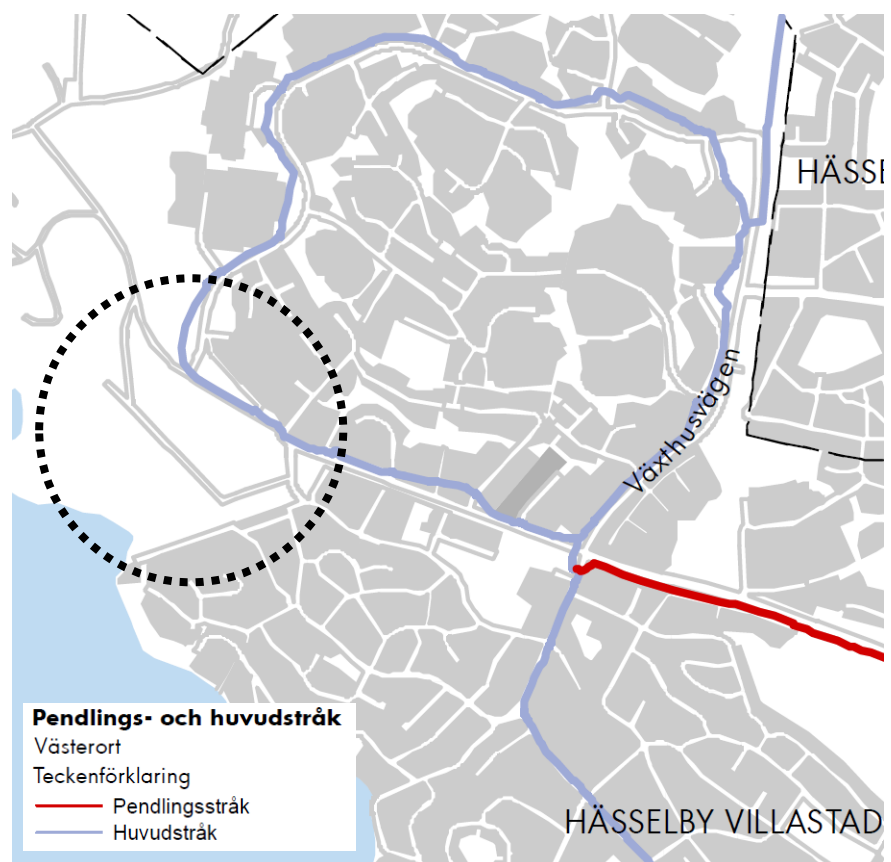 HÄSSE
Växthusvägen
Pendlings- och huvudstråk
Västerort
Teckenförklaring
Pendlingsstråk
Huvudstråk
HÄSSELBY VILLASTAD